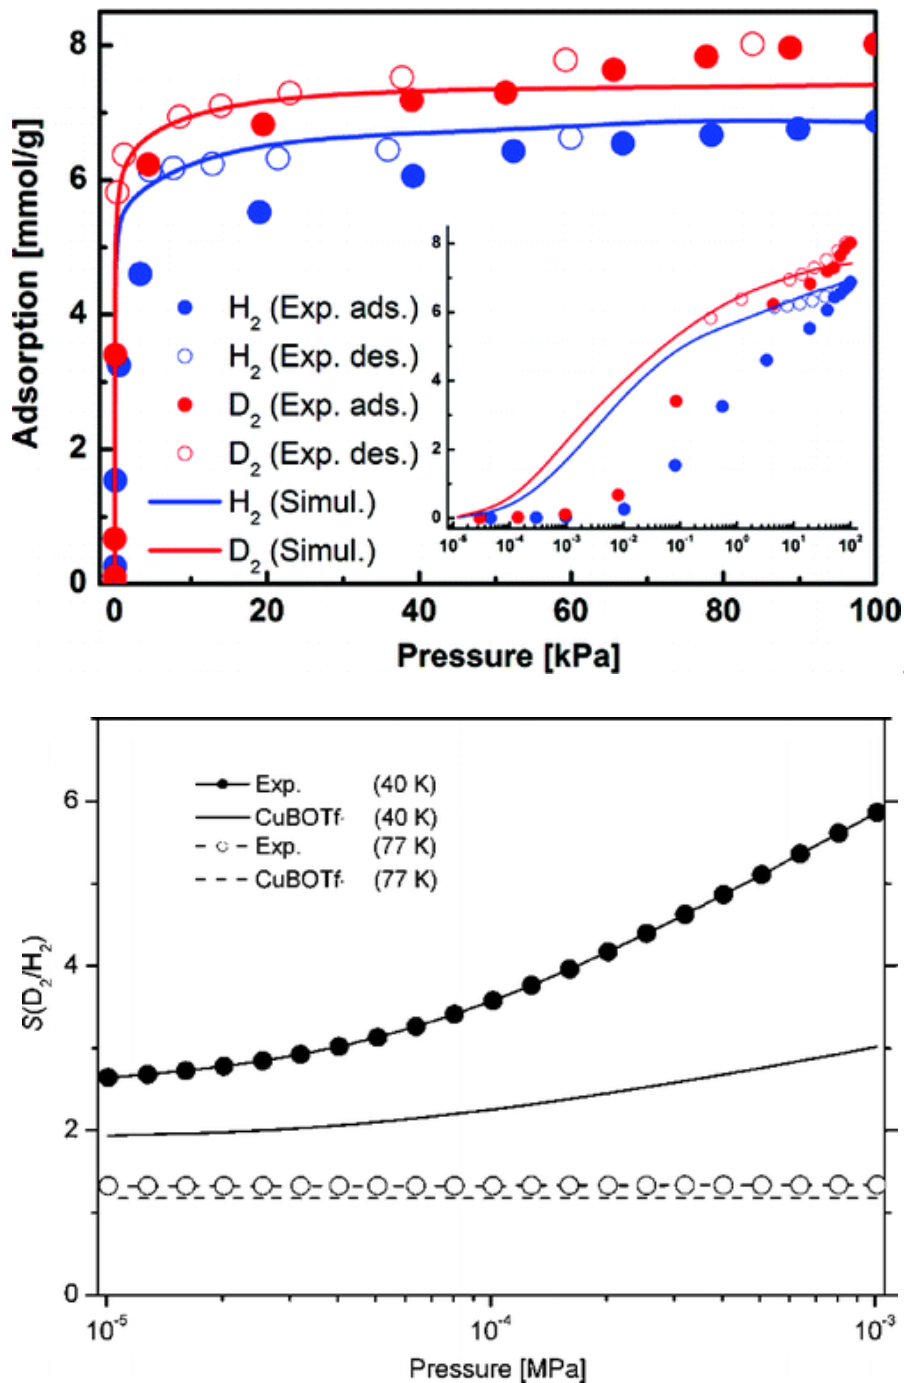 8
6
4
2
0
Adsorption [mmol/g]
H2 (Exp. ads.)
H2 (Exp. des.)
D2 (Exp. ads.)
D2 (Exp. des.)
H2 (Simul.)
D2 (Simul.)
8
6
4
2
0
10-5 10-4 10-3 10-2 10-1 100 101 102
0 20 40 60 80 100
Pressure [kPa]
Exp. (40 K)
CuBOTf (40 K)
Exp. (77 K)
CuBOTf (77 K)
6
4
2
0
S(D2/H2)
10-5 10-4 10-3
Pressure [MPa]